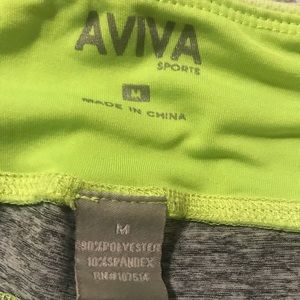 AVIVA
SPORTS
M
MADE IN CHINA
M
90%POLYESTER
10%SPANDEX
RN#107514